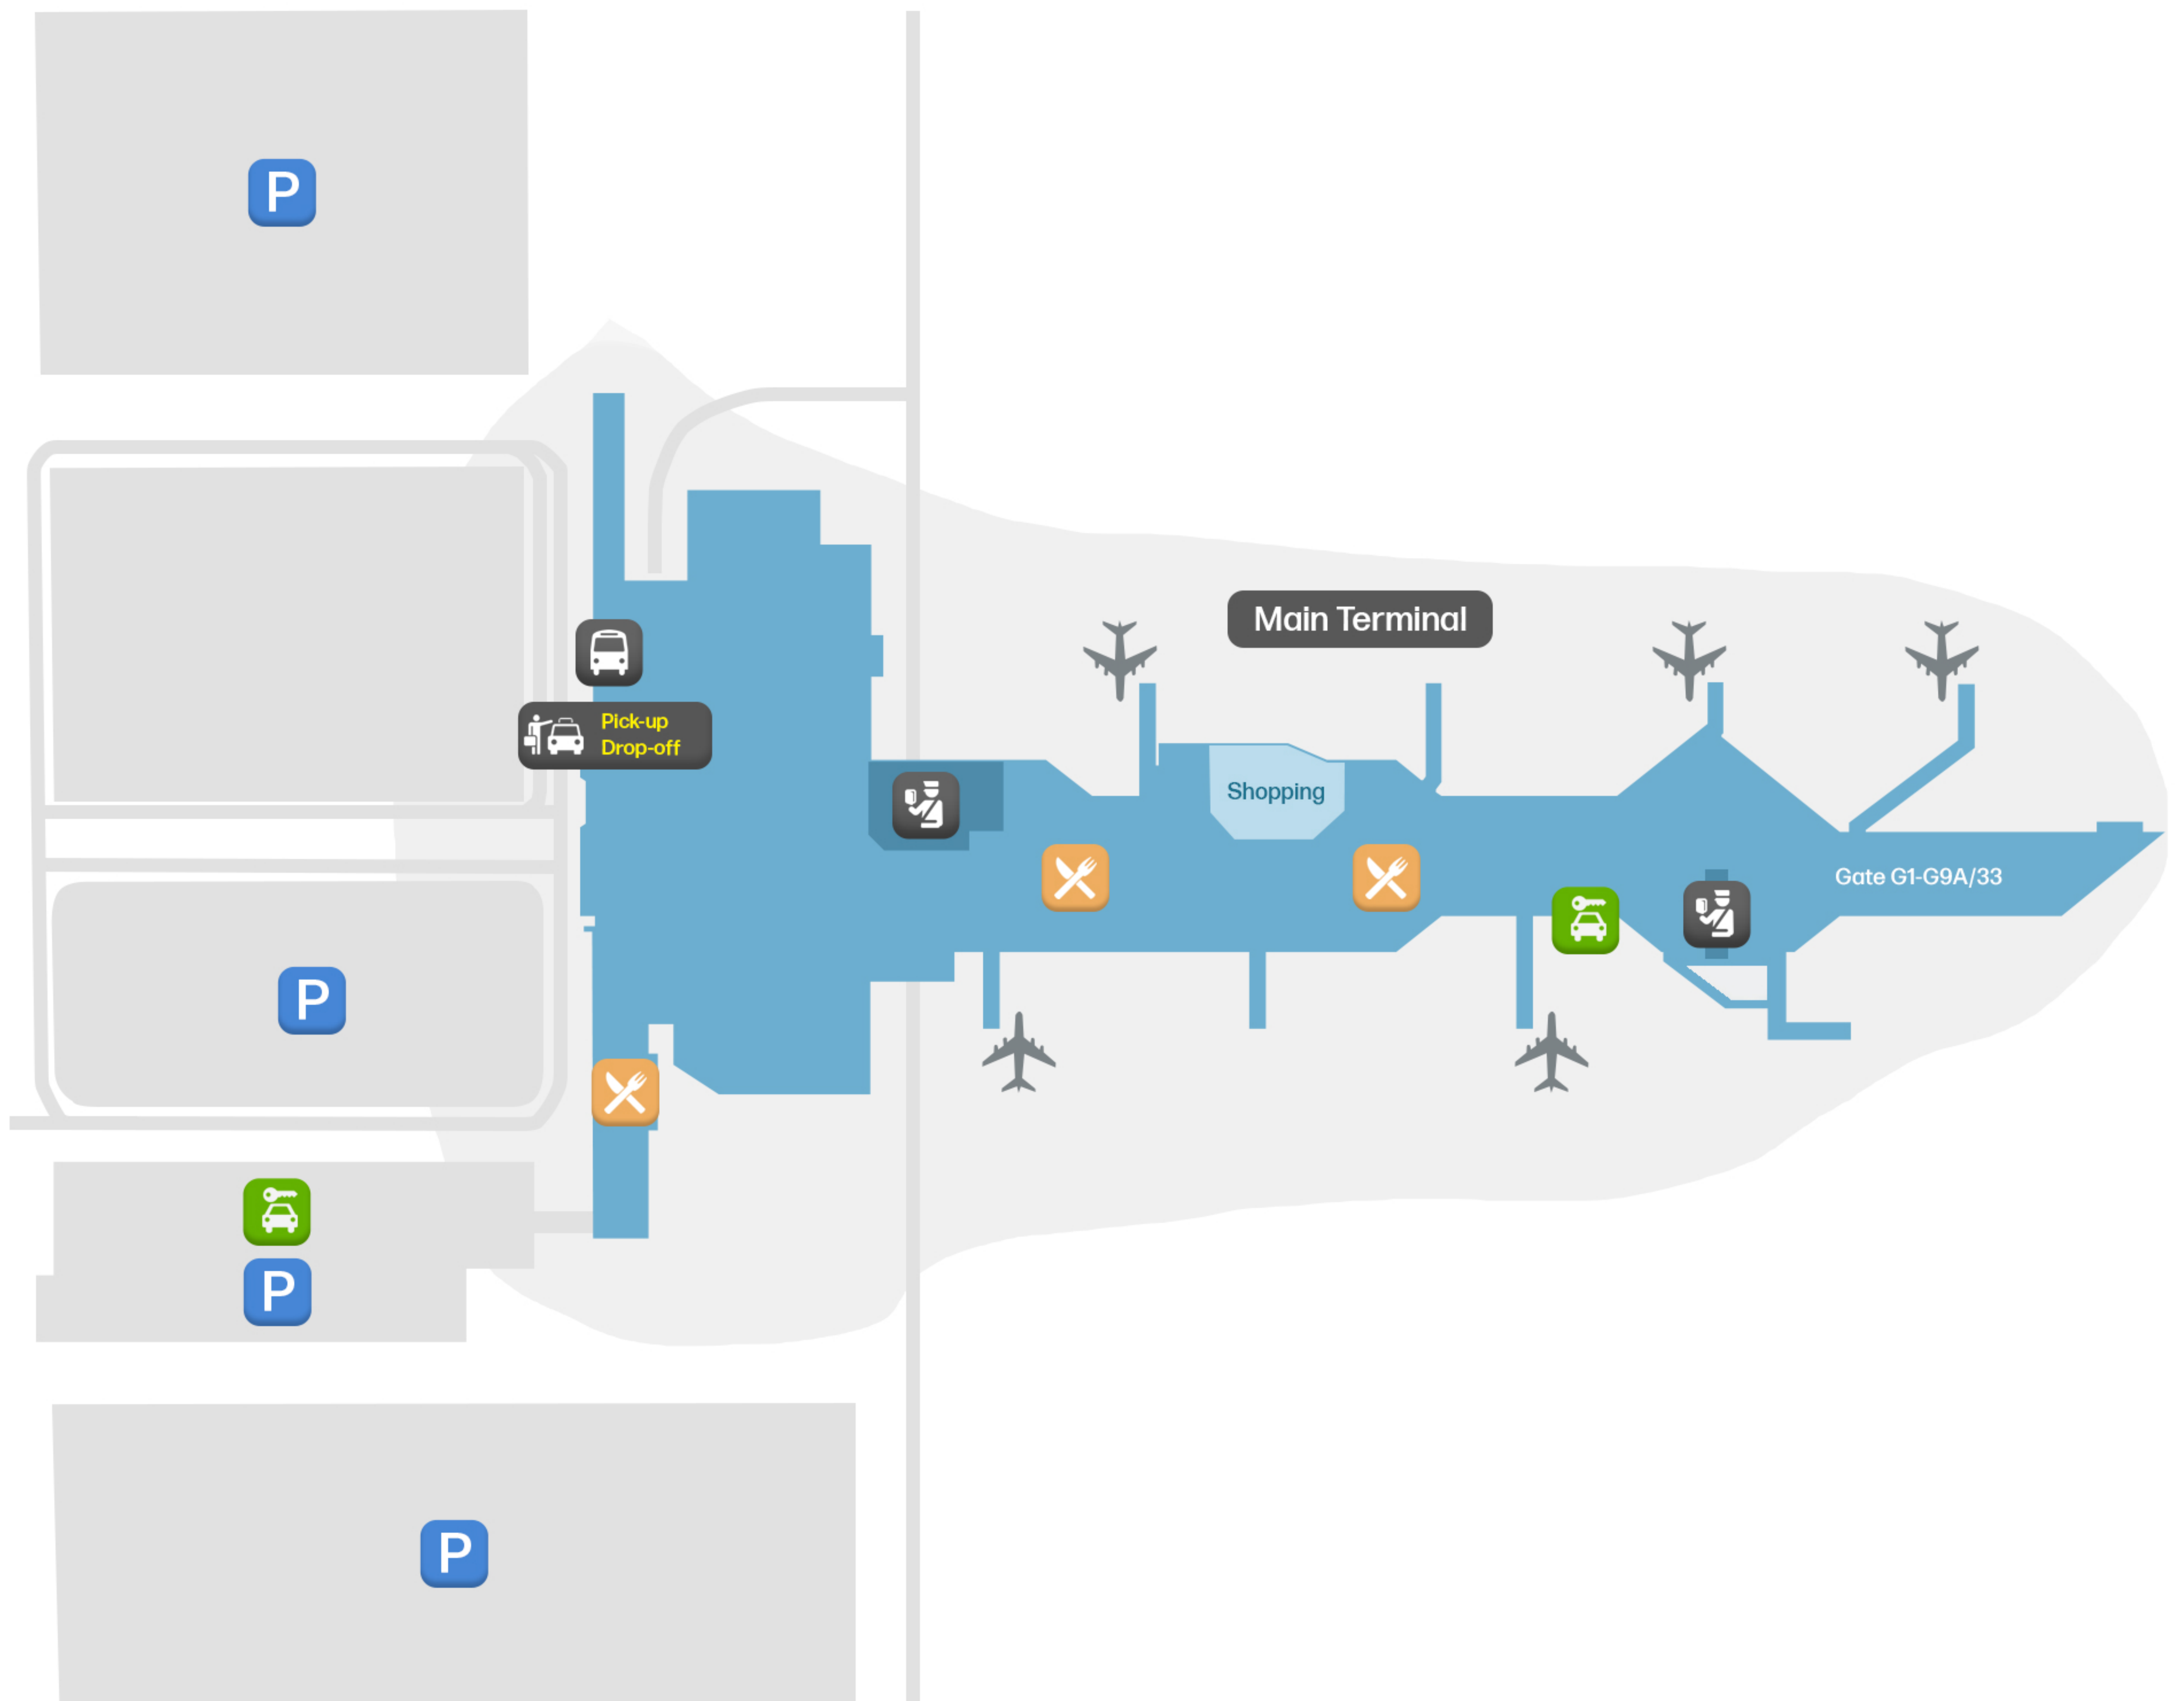 P
Main Terminal
Pick-up
Drop-off
Shopping
Gate G1-G9A/33
P
P
P